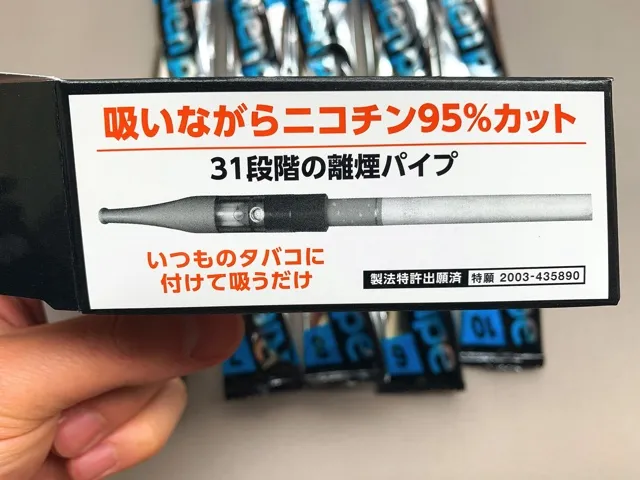 吸いながらニコチン95%カット
31段階の離煙パイプ
いつものタバコに
付けて吸うだけ
製法特許出願済 特願 2003-435890
10